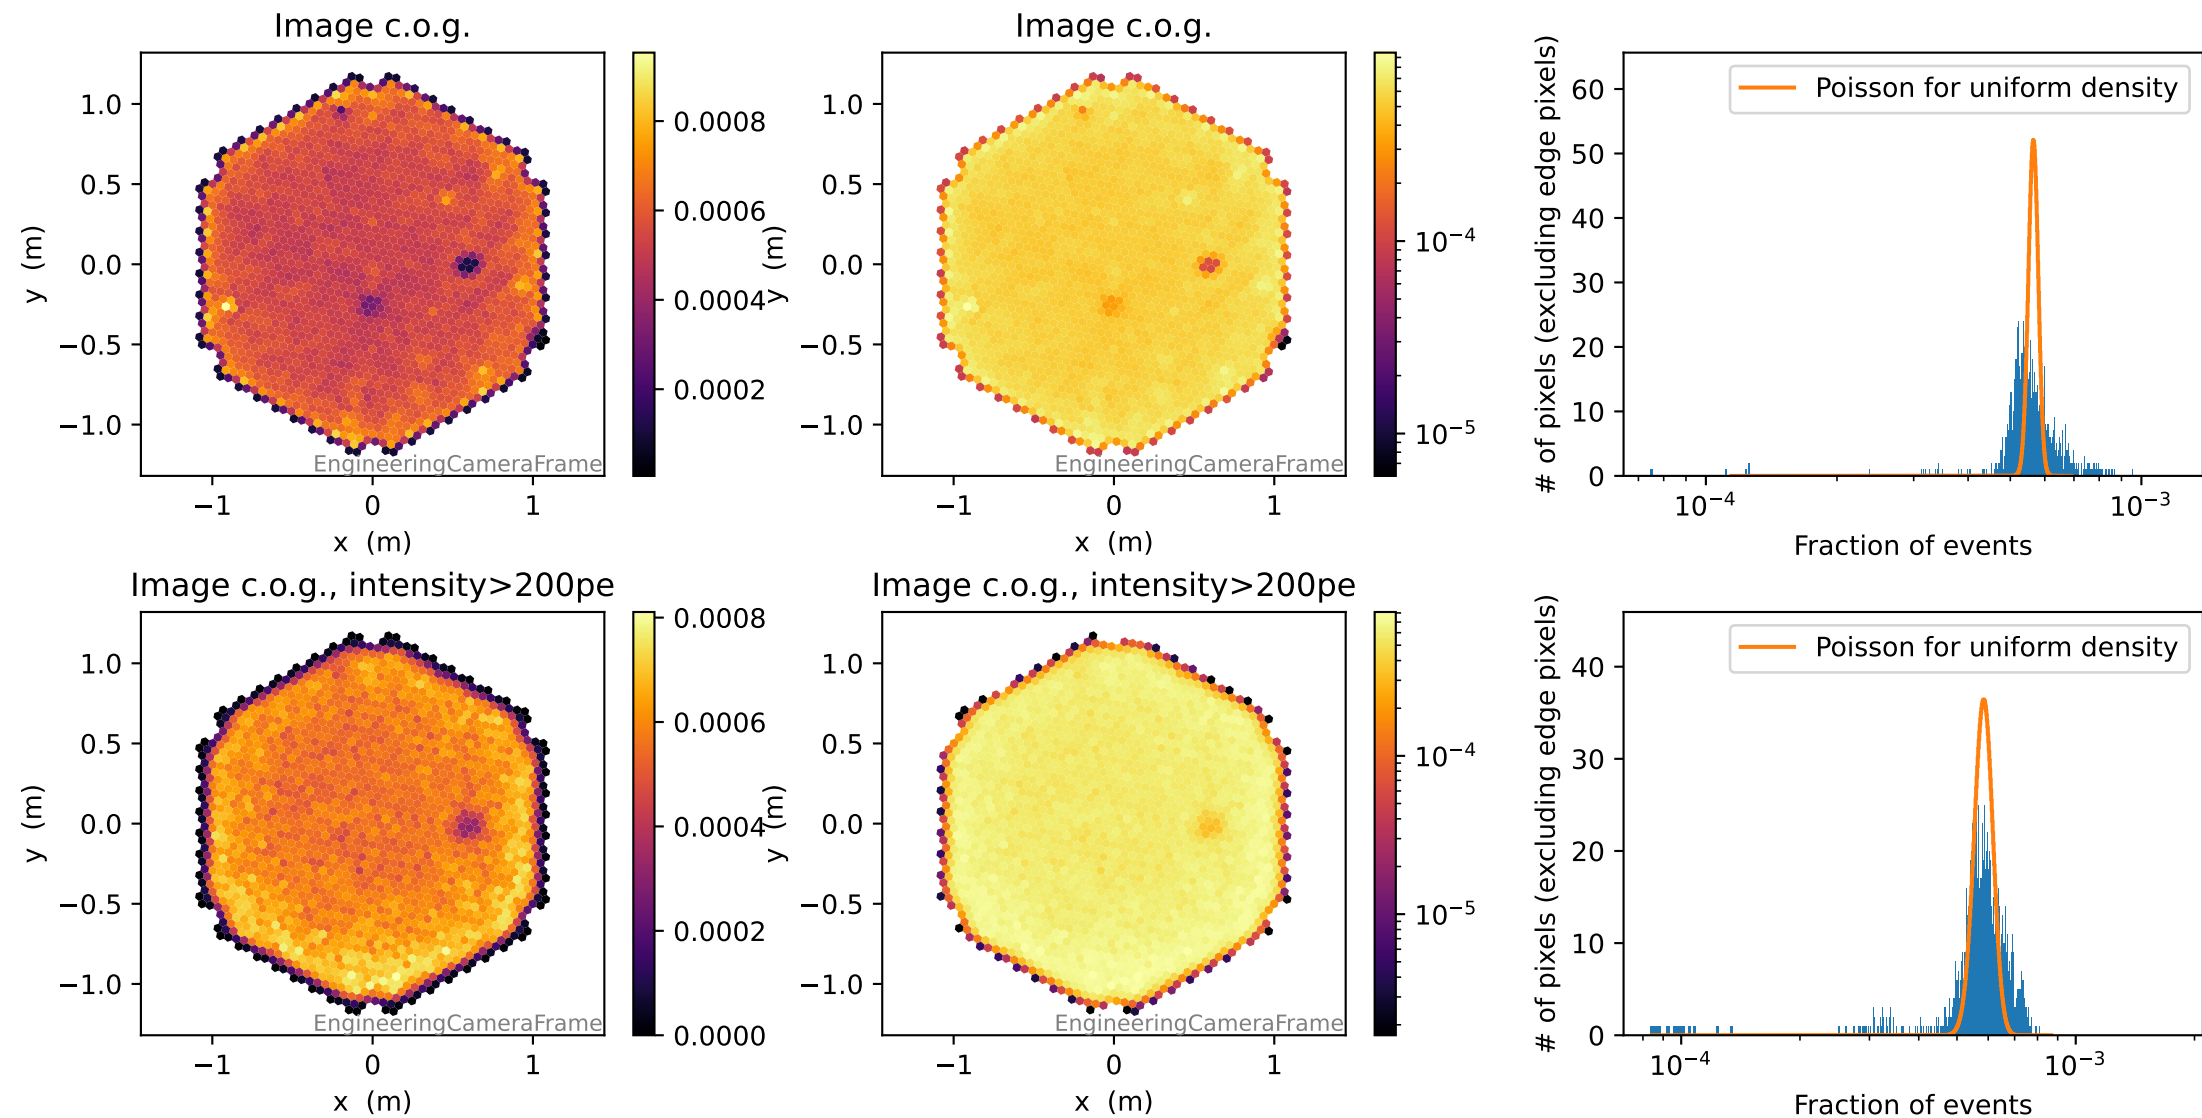 Image c.o.g.
1.0
0.5
0.0
−0.5
−1.0
y (m)
−1
0
1
x (m)
EngineeringCameraFrame
0.0008
0.0006
0.0004
0.0002
Image c.o.g.
1.0
0.5
0.0
−0.5
−1.0
y (m)
−1
0
1
x (m)
EngineeringCameraFrame
10⁻⁴
10⁻⁵
# of pixels (excluding edge pixels)
60
50
40
30
20
10
0
Poisson for uniform density
10⁻⁴
10⁻³
Fraction of events
Image c.o.g., intensity>200pe
1.0
0.5
0.0
−0.5
−1.0
y (m)
−1
0
1
x (m)
EngineeringCameraFrame
0.0008
0.0006
0.0004
0.0002
0.0000
Image c.o.g., intensity>200pe
1.0
0.5
0.0
−0.5
−1.0
y (m)
−1
0
1
x (m)
EngineeringCameraFrame
10⁻⁴
10⁻⁵
# of pixels (excluding edge pixels)
40
30
20
10
0
Poisson for uniform density
10⁻⁴
10⁻³
Fraction of events